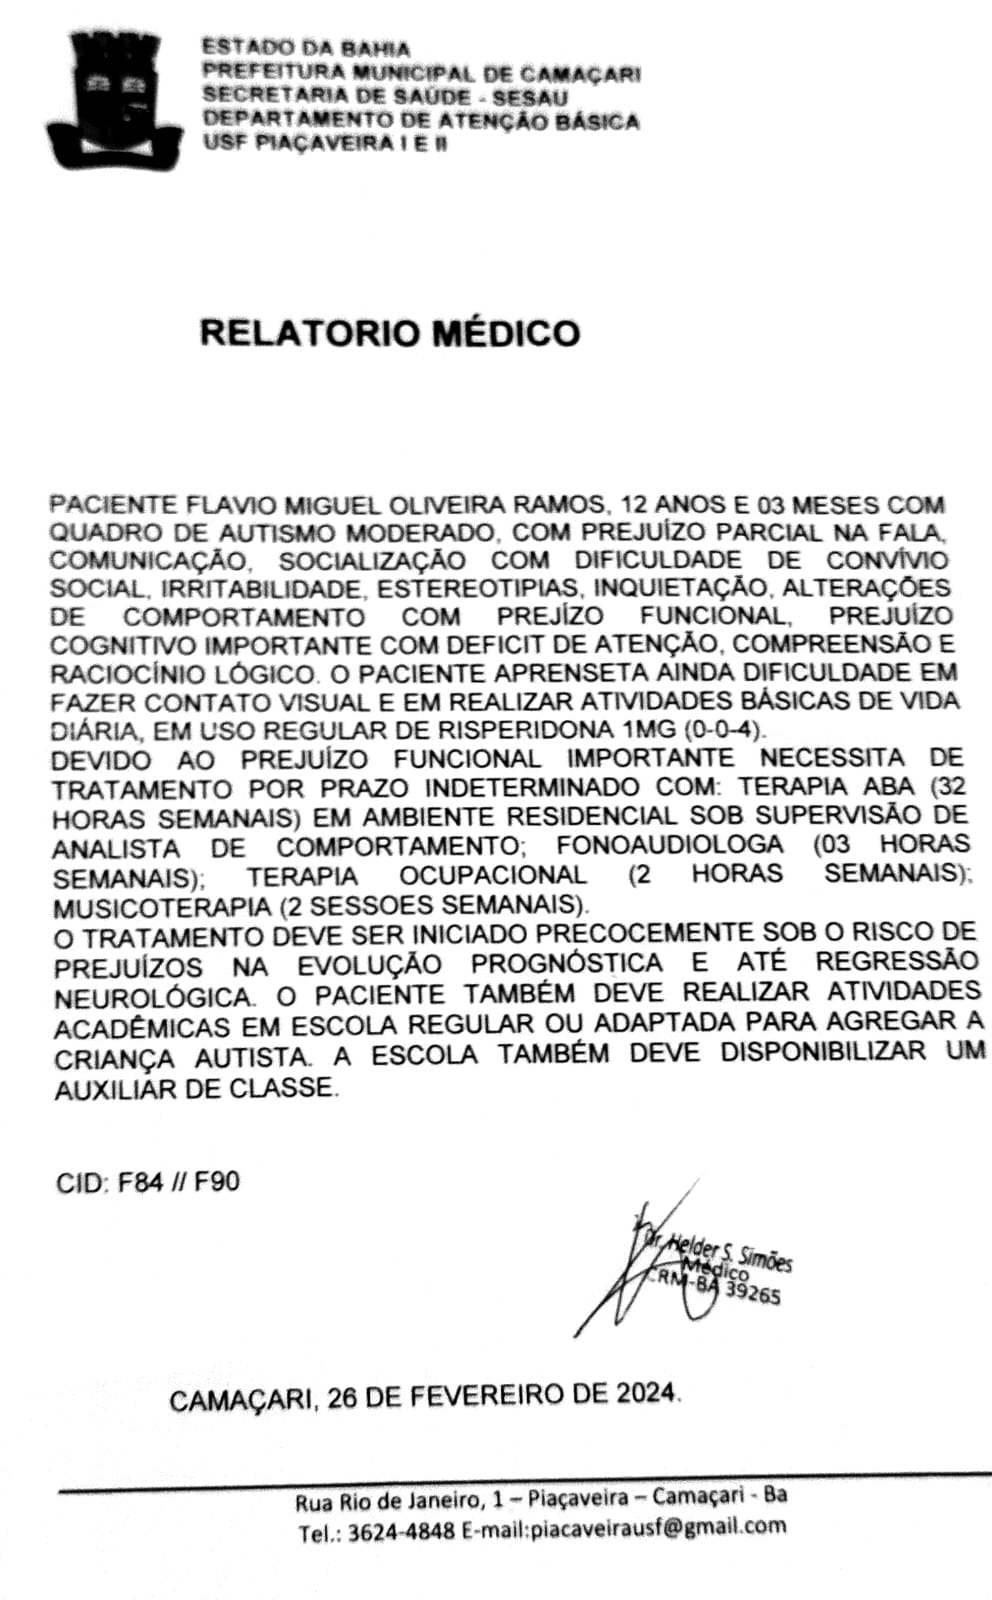 ESTADO DA BAHIA
PREFEITURA MUNICIPAL DE CAMAÇARI
SECRETARIA DE SAÚDE - SESAU
DEPARTAMENTO DE ATENÇÃO BÁSICA
USF PIAÇAVEIRA I E II
RELATORIO MÉDICO
PACIENTE FLAVIO MIGUEL OLIVEIRA RAMOS, 12 ANOS E 03 MESES COM
QUADRO DE AUTISMO MODERADO, COM PREJUÍZO PARCIAL NA FALA,
COMUNICAÇÃO, SOCIALIZAÇÃO COM DIFICULDADE DE CONVÍVIO
SOCIAL, IRRITABILIDADE, ESTEREOTIPIAS, INQUIETAÇÃO, ALTERAÇÕES
DE COMPORTAMENTO COM PREJÍZO FUNCIONAL, PREJUÍZO
COGNITIVO IMPORTANTE COM DEFICIT DE ATENÇÃO, COMPREENSÃO E
RACIOCÍNIO LÓGICO. O PACIENTE APRENSETA AINDA DIFICULDADE EM
FAZER CONTATO VISUAL E EM REALIZAR ATIVIDADES BÁSICAS DE VIDA
DIÁRIA, EM USO REGULAR DE RISPERIDONA 1MG (0-0-4).
DEVIDO AO PREJUÍZO FUNCIONAL IMPORTANTE NECESSITA DE
TRATAMENTO POR PRAZO INDETERMINADO COM: TERAPIA ABA (32
HORAS SEMANAIS) EM AMBIENTE RESIDENCIAL SOB SUPERVISÃO DE
ANALISTA DE COMPORTAMENTO; FONOAUDIOLOGA (03 HORAS
SEMANAIS); TERAPIA OCUPACIONAL (2 HORAS SEMANAIS);
MUSICOTERAPIA (2 SESSOES SEMANAIS).
O TRATAMENTO DEVE SER INICIADO PRECOCEMENTE SOB O RISCO DE
PREJUÍZOS NA EVOLUÇÃO PROGNÓSTICA E ATÉ REGRESSÃO
NEUROLÓGICA. O PACIENTE TAMBÉM DEVE REALIZAR ATIVIDADES
ACADÊMICAS EM ESCOLA REGULAR OU ADAPTADA PARA AGREGAR A
CRIANÇA AUTISTA. A ESCOLA TAMBÉM DEVE DISPONIBILIZAR UM
AUXILIAR DE CLASSE.
CID: F84 // F90
Dr. Helder S. Simões
Médico
CRM-BA 39265
CAMAÇARI, 26 DE FEVEREIRO DE 2024.
Rua Rio de Janeiro, 1 – Piaçaveira – Camaçari - Ba
Tel.: 3624-4848 E-mail:piacaveirausf@gmail.com